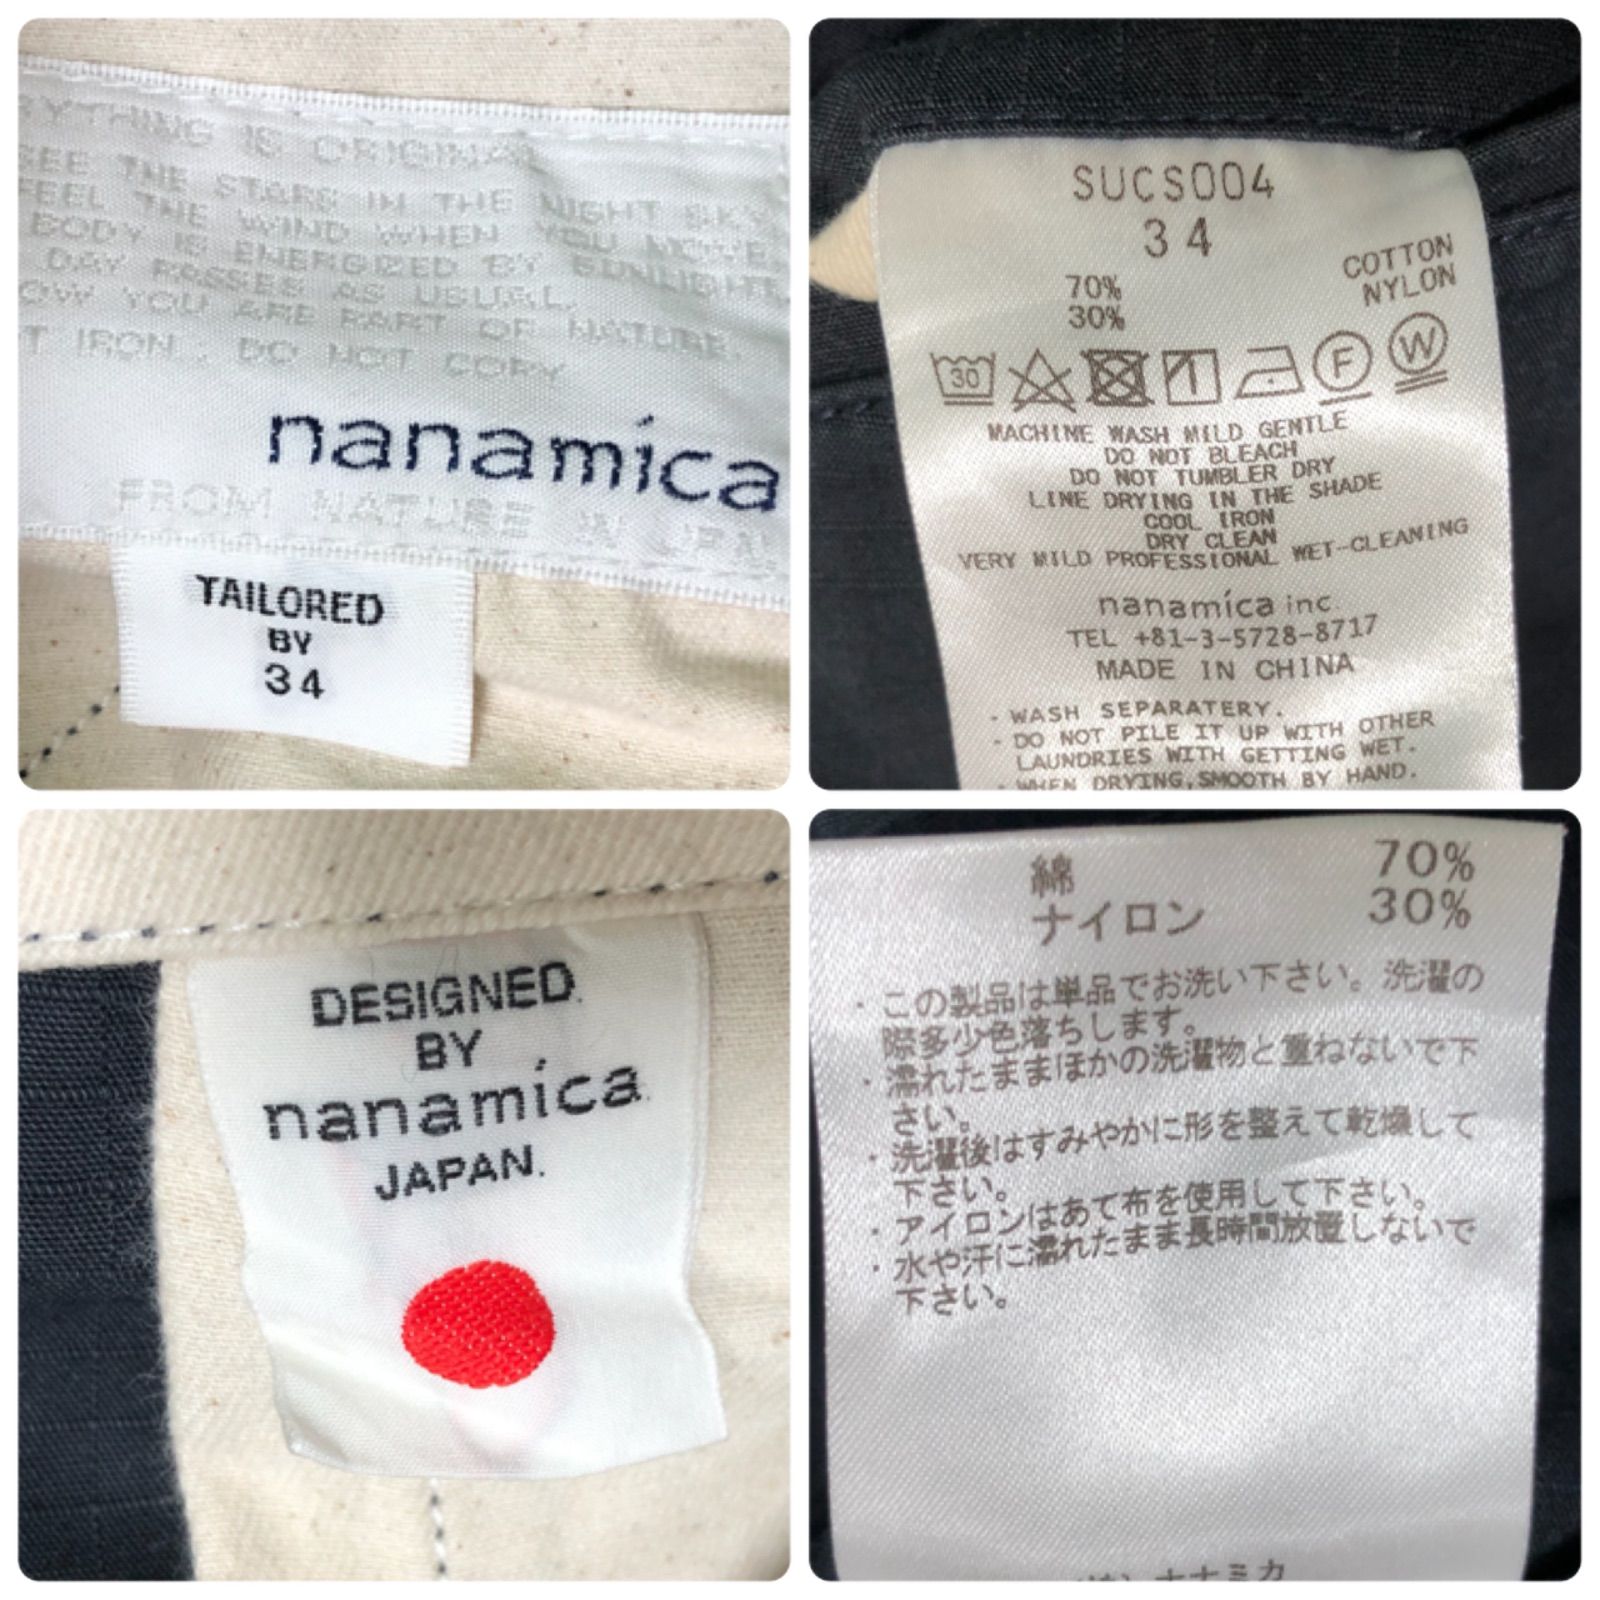 YTHING IS ORIGINAL
SEE THE STARS IN THE NIGHT SKY
FEEL THE WIND WHEN YOU MOVE
BODY IS ENERGIZED BY SUNLIGHT.
DAY PASSES AS USUAL.
OW YOU ARE PART OF NATURE
T IRON . DO NOT COPY
nanamica
FROM NATURE IN JPN.
TAILORED
BY
34
SUCS004
34
70% COTTON
30% NYLON
30 F W
MACHINE WASH MILD GENTLE
DO NOT BLEACH
DO NOT TUMBLER DRY
LINE DRYING IN THE SHADE
COOL IRON
DRY CLEAN
VERY MILD PROFESSIONAL WET-CLEANING
nanamica inc.
TEL +81-3-5728-8717
MADE IN CHINA
・WASH SEPARATERY.
・DO NOT PILE IT UP WITH OTHER
LAUNDRIES WITH GETTING WET.
・WHEN DRYING,SMOOTH BY HAND.
DESIGNED
BY
nanamica
JAPAN.
綿 70%
ナイロン 30%
・この製品は単品でお洗い下さい。洗濯の
際多少色落ちします。
・濡れたままほかの洗濯物と重ねないで下
さい。
・洗濯後はすみやかに形を整えて乾燥して
下さい。
・アイロンはあて布を使用して下さい。
・水や汗に濡れたまま長時間放置しないで
下さい。
ナナミカ